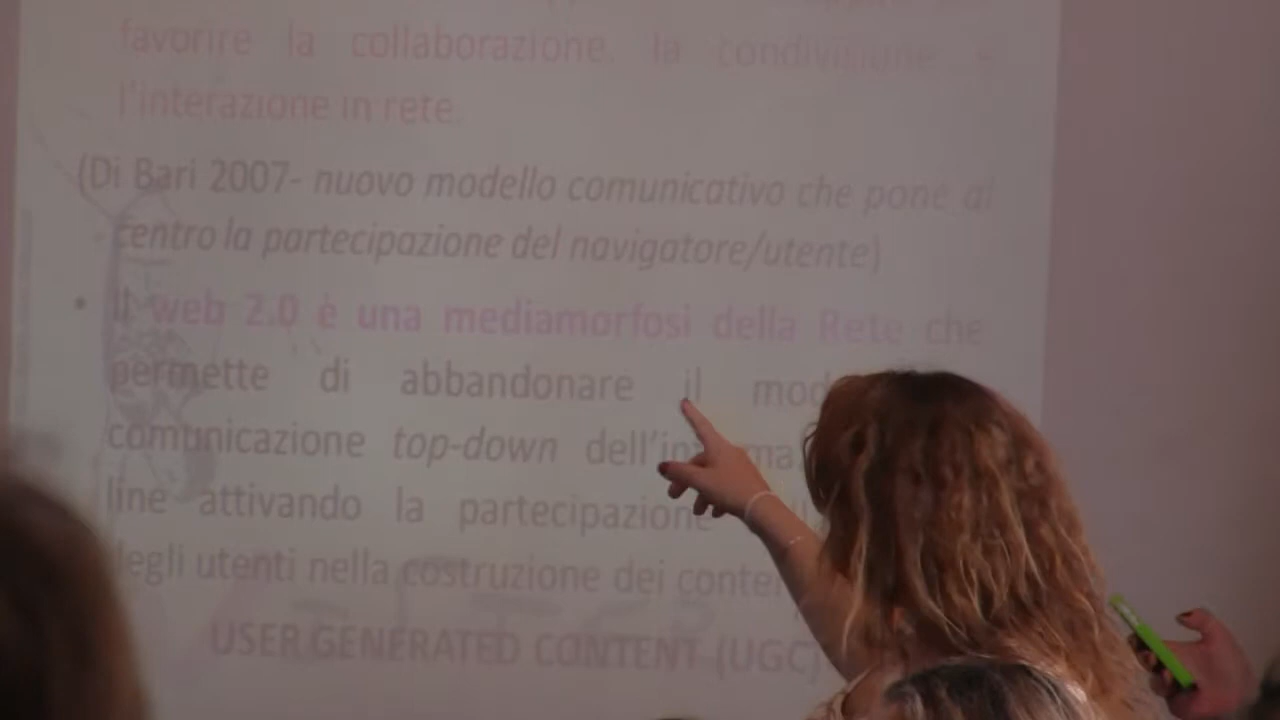 favorire la collaborazione, la condivisione e
l'interazione in rete.
(Di Bari 2007- nuovo modello comunicativo che pone al
centro la partecipazione del navigatore/utente)
• Il web 2.0 è una mediamorfosi della Rete che
permette di abbandonare il
comunicazione top-down
line attivando la partecipazione
degli utenti nella costruzione dei
USER GENERATED CONTENT (UGC)